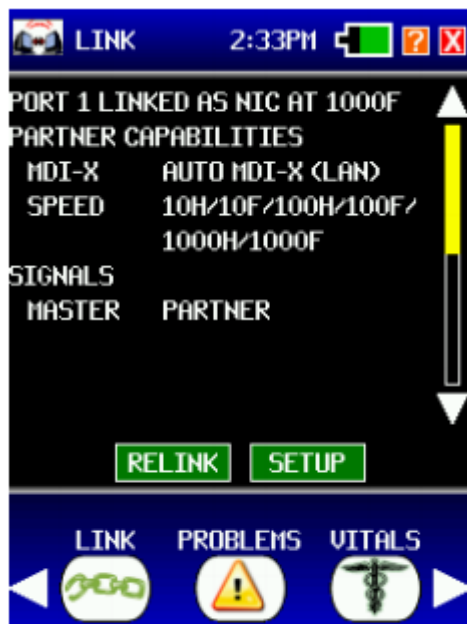 LINK 2:33PM ? X
PORT 1 LINKED AS NIC AT 1000F
PARTNER CAPABILITIES
MDI-X AUTO MDI-X (LAN)
SPEED 10H/10F/100H/100F/
1000H/1000F
SIGNALS
MASTER PARTNER
RELINK SETUP
LINK PROBLEMS VITALS